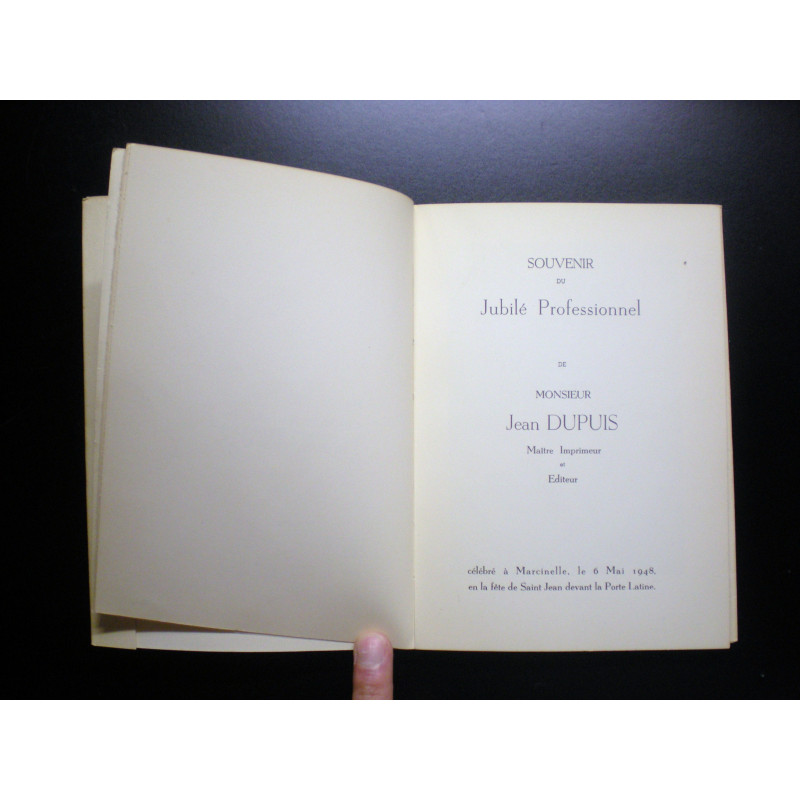 SOUVENIR
DU
Jubilé Professionnel
DE
MONSIEUR
Jean DUPUIS
Maître Imprimeur
et
Editeur
célébré à Marcinelle, le 6 Mai 1948,
en la fête de Saint Jean devant la Porte Latine.